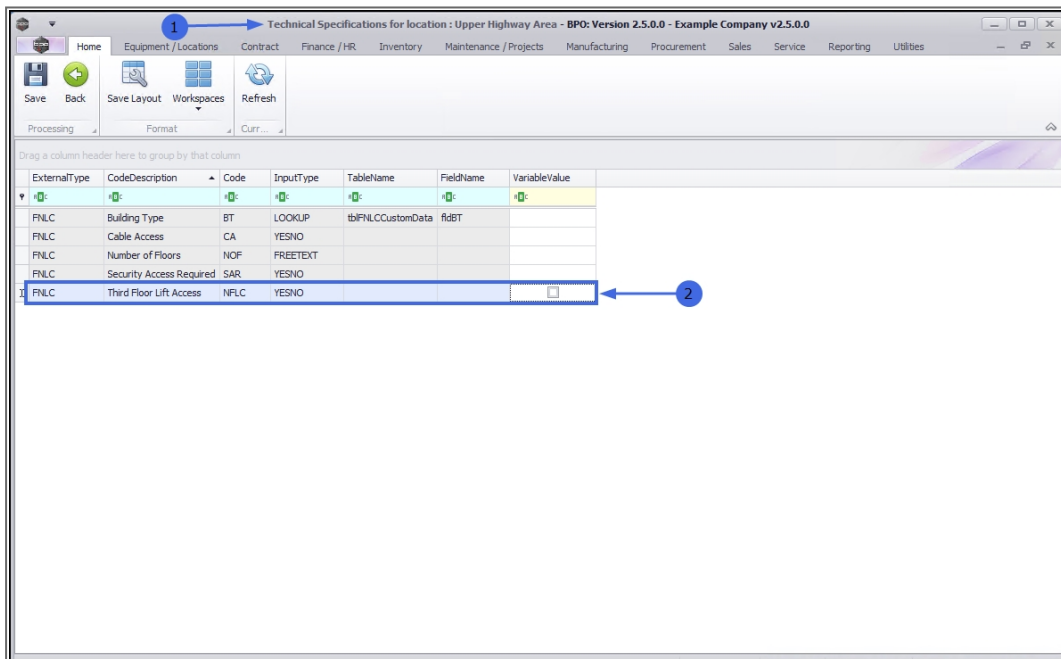 1
Technical Specifications for location : Upper Highway Area - BPO: Version 2.5.0.0 - Example Company v2.5.0.0
Home Equipment / Locations Contract Finance / HR Inventory Maintenance / Projects Manufacturing Procurement Sales Service Reporting Utilities
Save Back Save Layout Workspaces Refresh
Processing Format Curr...
Drag a column header here to group by that column
ExternalType CodeDescription Code InputType TableName FieldName VariableValue
FNLC Building Type BT LOOKUP tblFNLCCustomData fldBT
FNLC Cable Access CA YESNO
FNLC Number of Floors NOF FREETEXT
FNLC Security Access Required SAR YESNO
FNLC Third Floor Lift Access NFLC YESNO
2